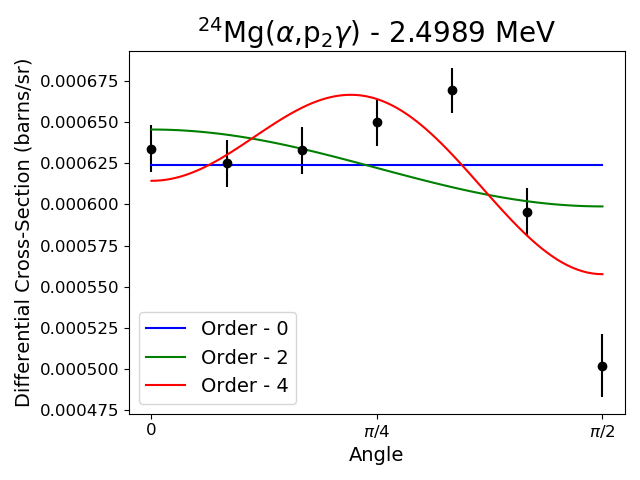 ²⁴Mg(α,p₂γ) - 2.4989 MeV
Differential Cross-Section (barns/sr)
0.000675
0.000650
0.000625
0.000600
0.000575
0.000550
0.000525
0.000500
0.000475
Order - 0
Order - 2
Order - 4
0 π/4 π/2
Angle